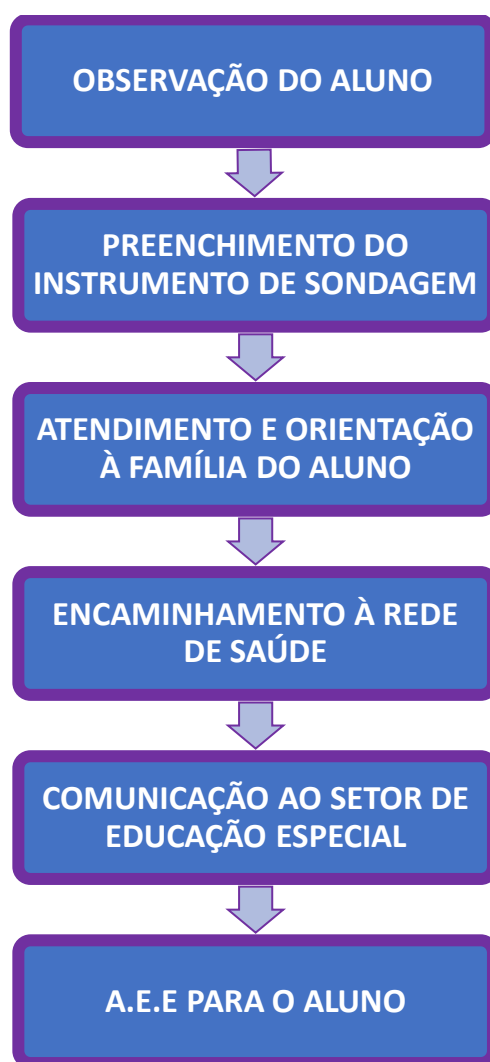 OBSERVAÇÃO DO ALUNO
PREENCHIMENTO DO
INSTRUMENTO DE SONDAGEM
ATENDIMENTO E ORIENTAÇÃO
À FAMÍLIA DO ALUNO
ENCAMINHAMENTO À REDE
DE SAÚDE
COMUNICAÇÃO AO SETOR DE
EDUCAÇÃO ESPECIAL
A.E.E PARA O ALUNO